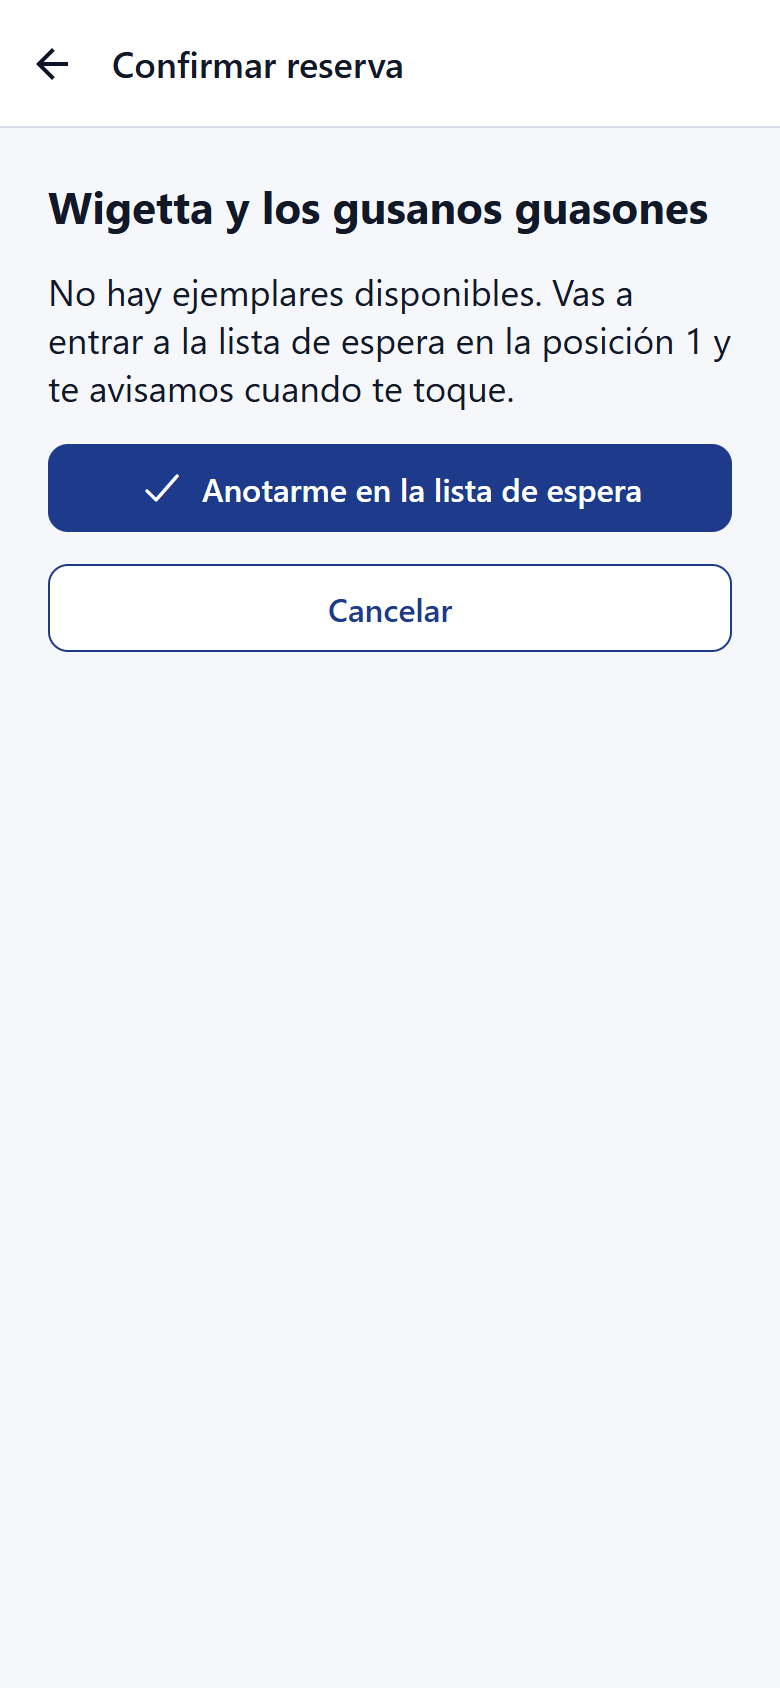 Confirmar reserva
Wigetta y los gusanos guasones
No hay ejemplares disponibles. Vas a
entrar a la lista de espera en la posición 1 y
te avisamos cuando te toque.
Anotarme en la lista de espera
Cancelar